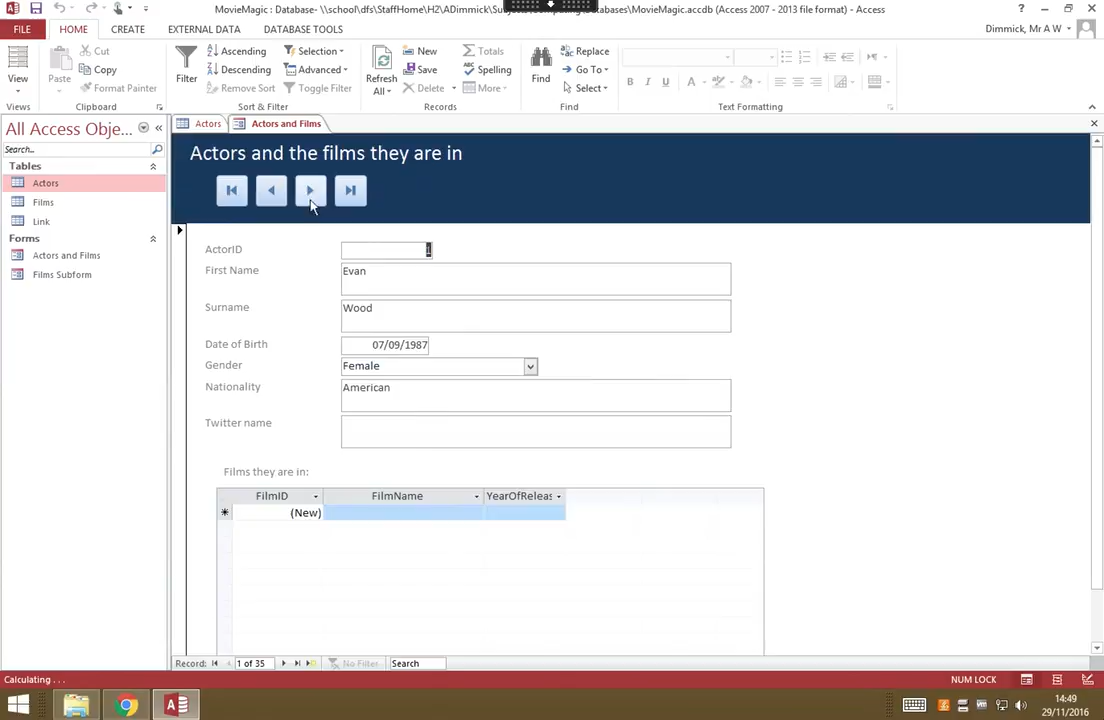 MovieMagic : Database- \\school\dfs\StaffHome\H2\ADimmick\Sub
atabases\MovieMagic.accdb (Access 2007 - 2013 file format) - Access
FILE HOME CREATE EXTERNAL DATA DATABASE TOOLS Dimmick, Mr A W
View
Views
Paste
Cut
Copy
Format Painter
Clipboard
Filter
Ascending
Descending
Remove Sort
Selection
Advanced
Toggle Filter
Sort & Filter
Refresh All
New
Save
Delete
Totals
Spelling
More
Records
Find
Replace
Go To
Select
Find
B I U A
Text Formatting
All Access Obje...
Search...
Tables
Actors
Films
Link
Forms
Actors and Films
Films Subform
Actors
Actors and Films
Actors and the films they are in
ActorID 1
First Name Evan
Surname Wood
Date of Birth 07/09/1987
Gender Female
Nationality American
Twitter name
Films they are in:
FilmID FilmName YearOfReleas
(New)
Record: 1 of 35 No Filter Search
Calculating . . . NUM LOCK
14:49
29/11/2016